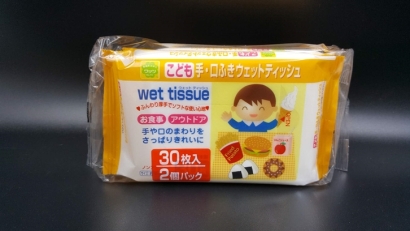 こども手・口ふきウェットティッシュ
wet tissue
ふんわり厚手でソフトな使い心地
お食事 アウトドア
手や口のまわりを
さっぱりきれいに
30枚入
2個パック